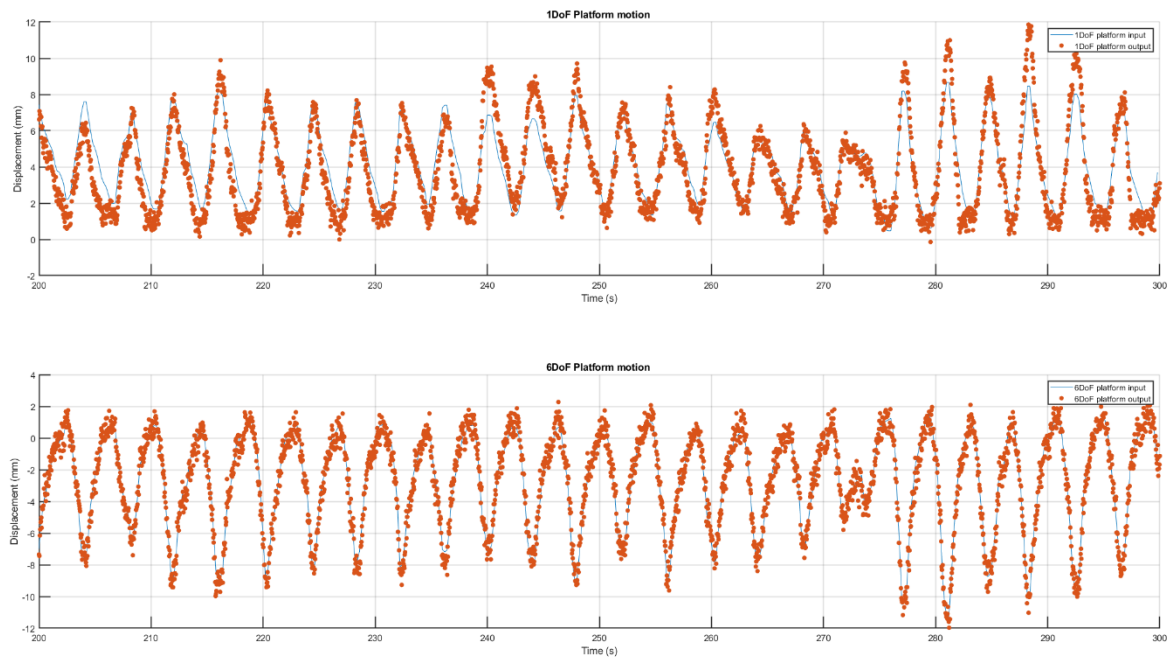 1DoF Platform motion
12
10
8
6
4
2
0
-2
Displacement (mm)
1DoF platform input
1DoF platform output
200 210 220 230 240 250 260 270 280 290 300
Time (s)
6DoF Platform motion
4
2
0
-2
-4
-6
-8
-10
-12
Displacement (mm)
6DoF platform input
6DoF platform output
200 210 220 230 240 250 260 270 280 290 300
Time (s)